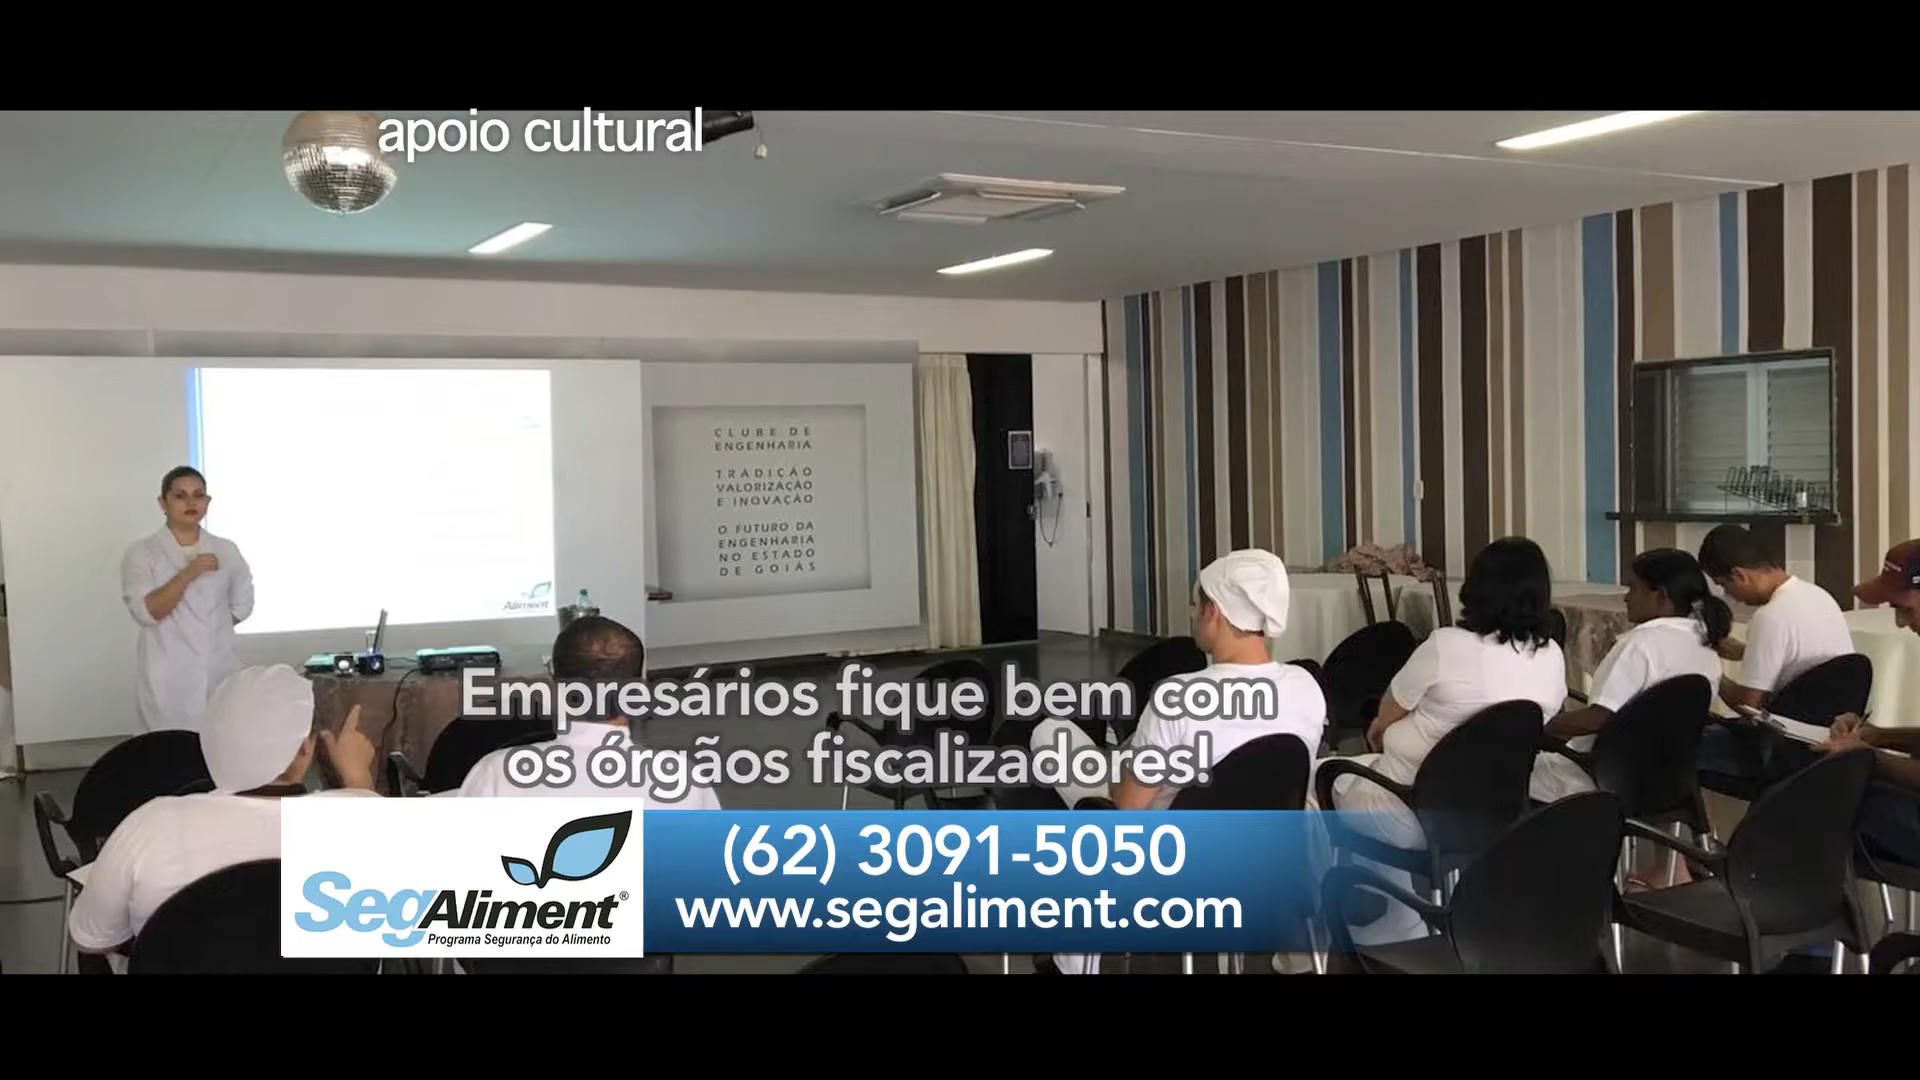 apoio cultural
CLUBE DE
ENGENHARIA
TRADIÇÃO
VALORIZAÇÃO
E INOVAÇÃO
O FUTURO DA
ENGENHARIA
NO ESTADO
DE GOIÁS
Aliment
Empresários fique bem com
os órgãos fiscalizadores!
(62) 3091-5050
www.segaliment.com
SegAliment®
Programa Segurança do Alimento